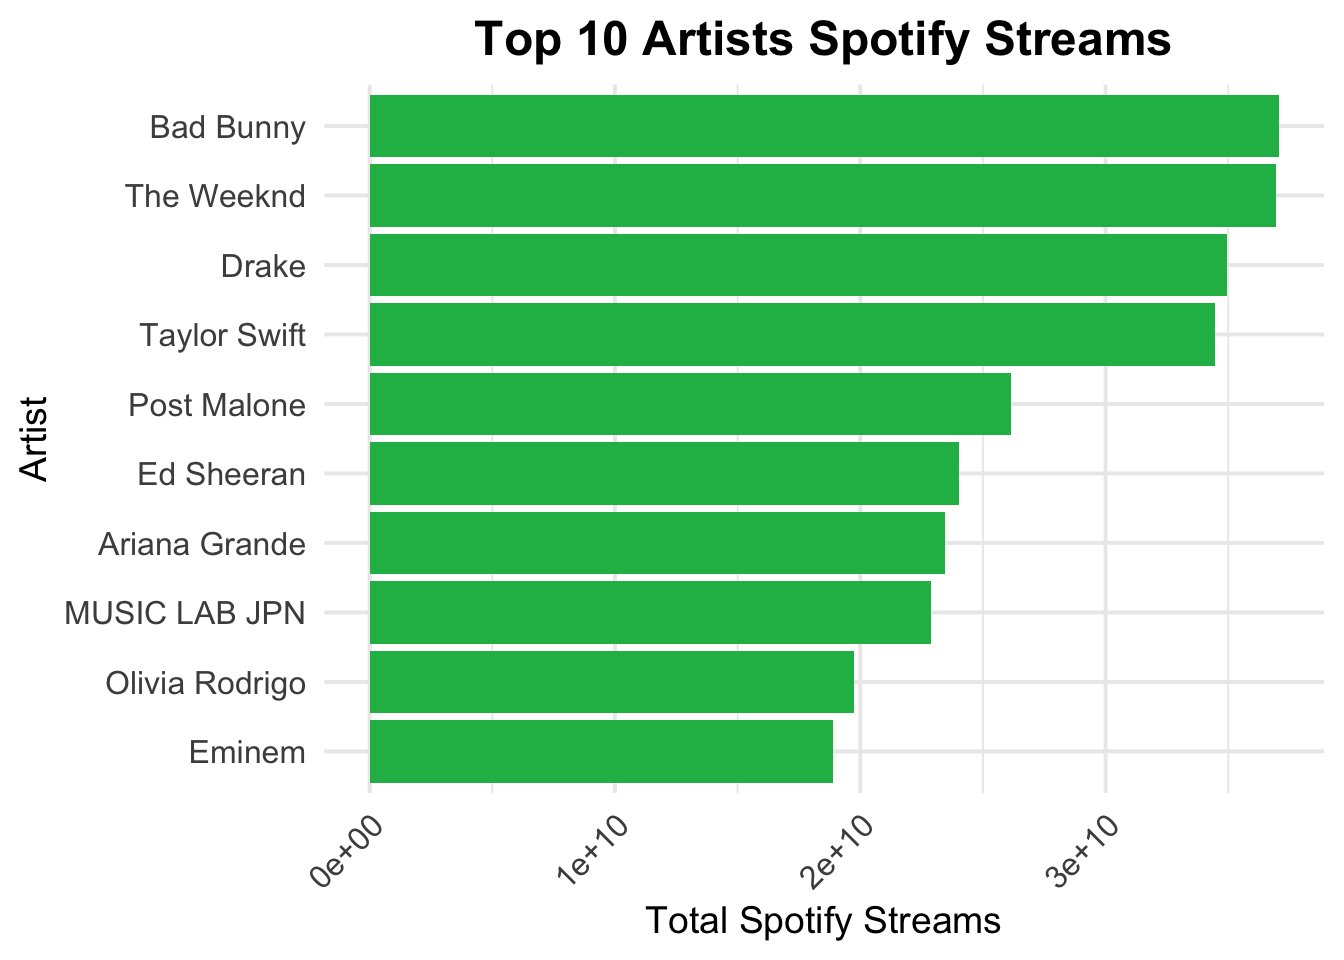 Top 10 Artists Spotify Streams
Bad Bunny
The Weeknd
Drake
Taylor Swift
Post Malone
Ed Sheeran
Ariana Grande
MUSIC LAB JPN
Olivia Rodrigo
Eminem
Artist
0e+00
1e+10
2e+10
3e+10
Total Spotify Streams